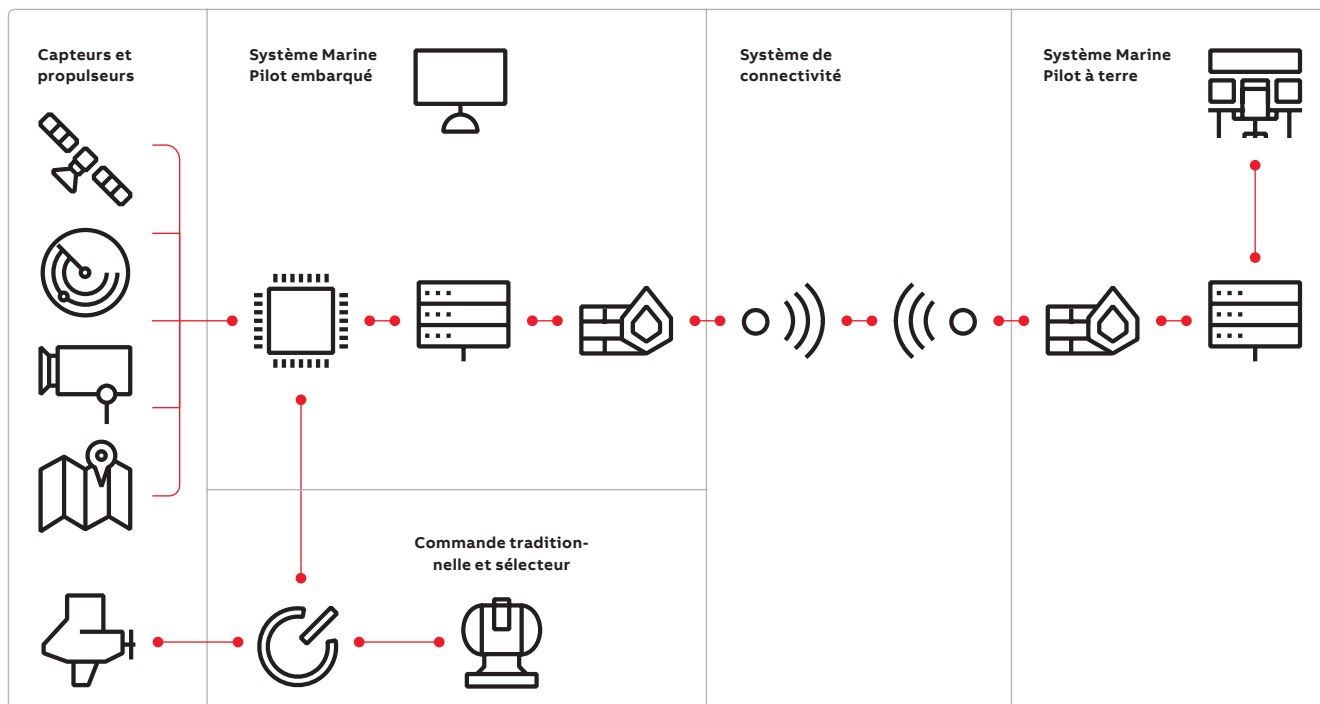 Capteurs et
propulseurs
Système Marine
Pilot embarqué
Système de
connectivité
Système Marine
Pilot à terre
Commande tradition-
nelle et sélecteur